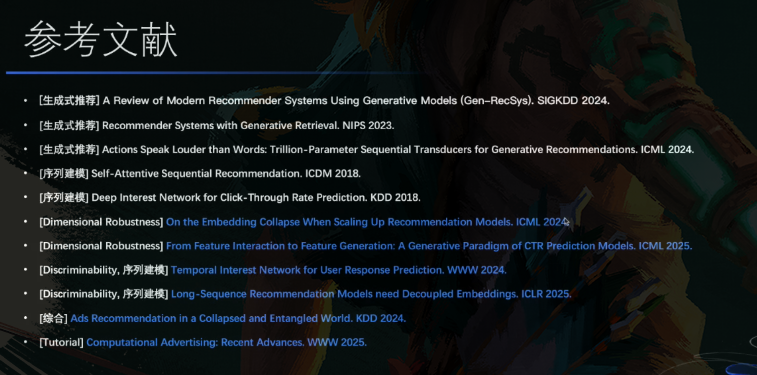 参考文献
• [生成式推荐] A Review of Modern Recommender Systems Using Generative Models (Gen-RecSys). SIGKDD 2024.
• [生成式推荐] Recommender Systems with Generative Retrieval. NIPS 2023.
• [生成式推荐] Actions Speak Louder than Words: Trillion-Parameter Sequential Transducers for Generative Recommendations. ICML 2024.
• [序列建模] Self-Attentive Sequential Recommendation. ICDM 2018.
• [序列建模] Deep Interest Network for Click-Through Rate Prediction. KDD 2018.
• [Dimensional Robustness] On the Embedding Collapse When Scaling Up Recommendation Models. ICML 2024.
• [Dimensional Robustness] From Feature Interaction to Feature Generation: A Generative Paradigm of CTR Prediction Models. ICML 2025.
• [Discriminability, 序列建模] Temporal Interest Network for User Response Prediction. WWW 2024.
• [Discriminability, 序列建模] Long-Sequence Recommendation Models need Decoupled Embeddings. ICLR 2025.
• [综合] Ads Recommendation in a Collapsed and Entangled World. KDD 2024.
• [Tutorial] Computational Advertising: Recent Advances. WWW 2025.